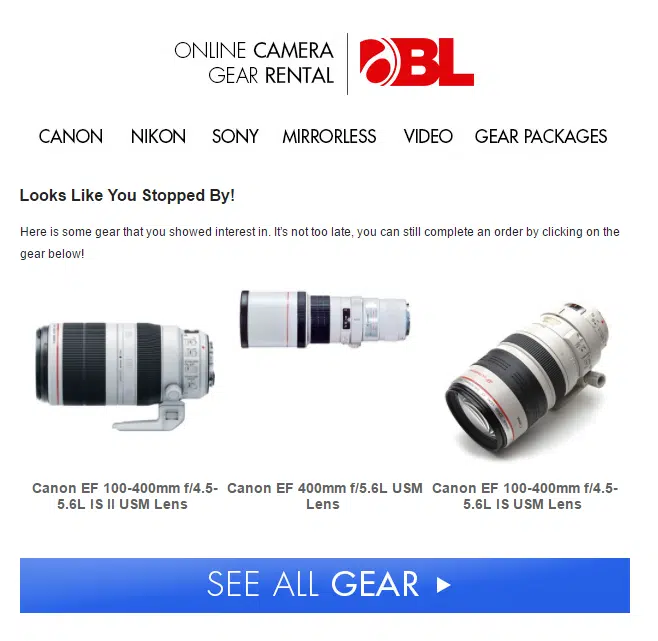 ONLINE CAMERA
GEAR RENTAL
BL
CANON NIKON SONY MIRRORLESS VIDEO GEAR PACKAGES
Looks Like You Stopped By!
Here is some gear that you showed interest in. It's not too late, you can still complete an order by clicking on the
gear below!
Canon EF 100-400mm f/4.5-
5.6L IS II USM Lens
Canon EF 400mm f/5.6L USM
Lens
Canon EF 100-400mm f/4.5-
5.6L IS USM Lens
SEE ALL GEAR